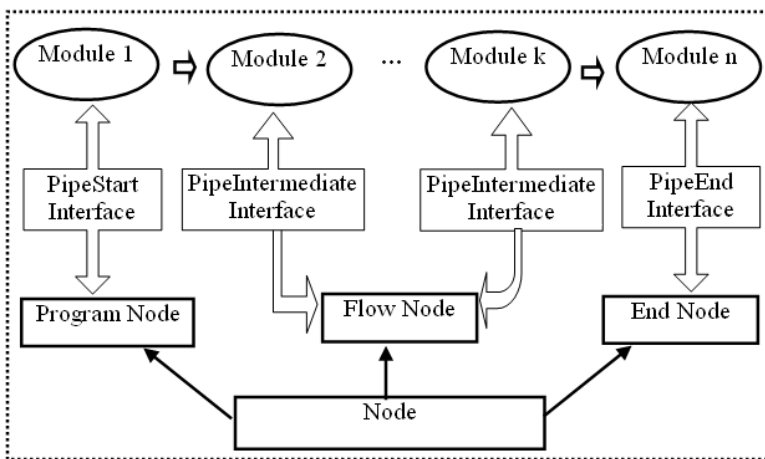 Module 1
Module 2
...
Module k
Module n
PipeStart
Interface
PipeIntermediate
Interface
PipeIntermediate
Interface
PipeEnd
Interface
Program Node
Flow Node
End Node
Node